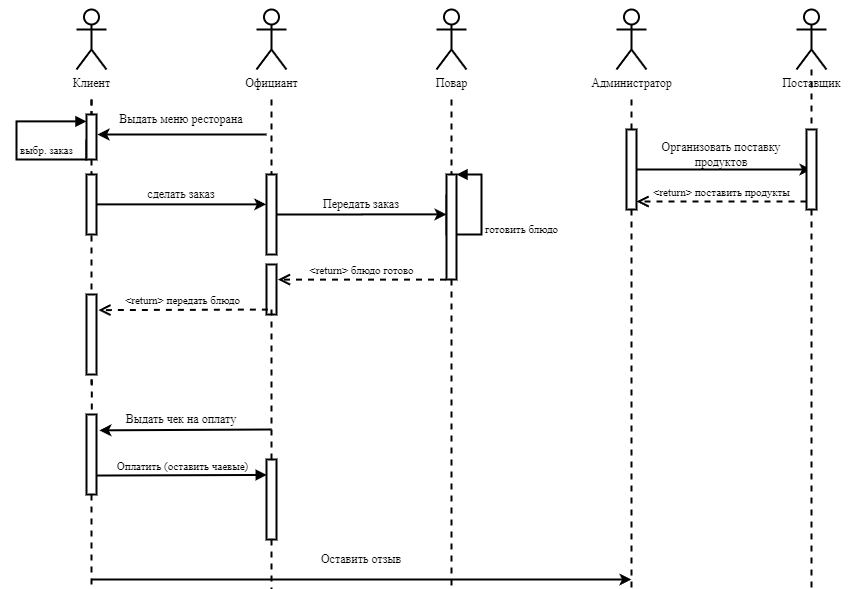 Клиент
Официант
Повар
Администратор
Поставщик
Выдать меню ресторана
выбр. заказ
Организовать поставку
продуктов
<return> поставить продукты
сделать заказ
Передать заказ
готовить блюдо
<return> блюдо готово
<return> передать блюдо
Выдать чек на оплату
Оплатить (оставить чаевые)
Оставить отзыв